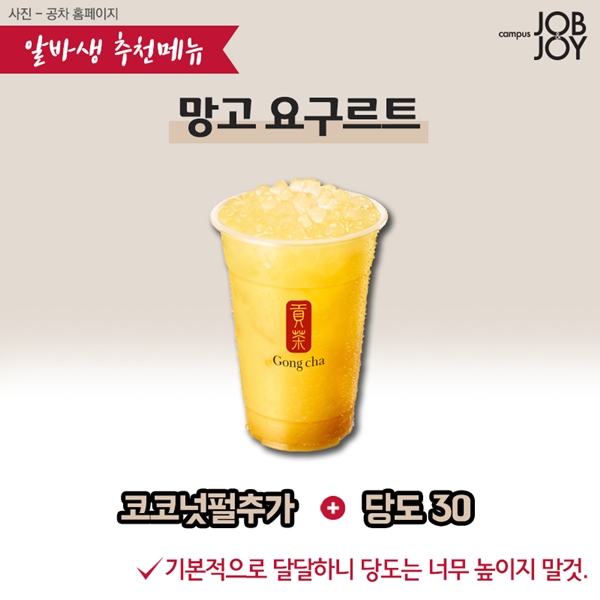 사진 - 공차 홈페이지
알바생 추천메뉴
campus JOB & JOY
망고 요구르트
貢茶
Gong cha
코코넛펄추가 + 당도 30
✓기본적으로 달달하니 당도는 너무 높이지 말것.